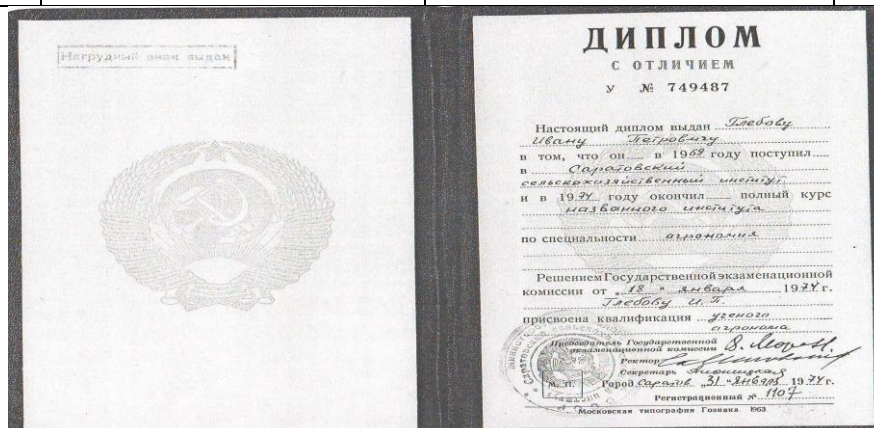 Нагрудный знак выдан
ДИПЛОМ
С ОТЛИЧИЕМ
У № 749487
Настоящий диплом выдан Глебову
Ивану Петровичу
в том, что он в 1969 году поступил
в Саратовский
сельскохозяйственный институт
и в 1974 году окончил полный курс
названного института
по специальности агрономия
Решением Государственной экзаменационной
комиссии от „18“ января 1974 г.
Глебову И. П.
присвоена квалификация ученого
агронома
Председатель Государственной
экзаменационной комиссии
Ректор
Секретарь
М. П. Город Саратов „31“ января 1974 г.
Регистрационный № 1107
Московская типография Гознака 1963